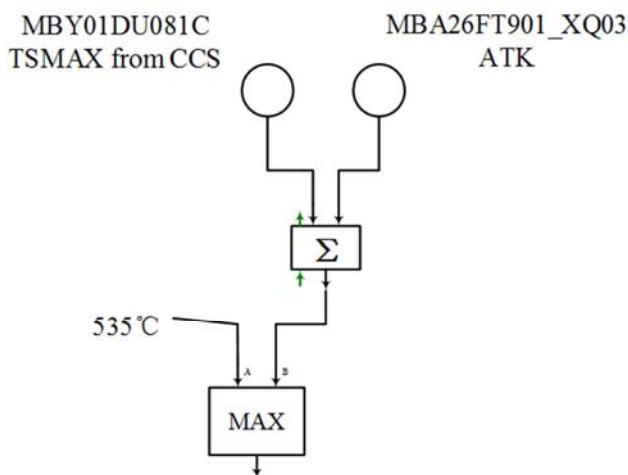 MBY01DU081C
TSMAX from CCS
MBA26FT901_XQ03
ATK
Σ
535℃
A
B
MAX